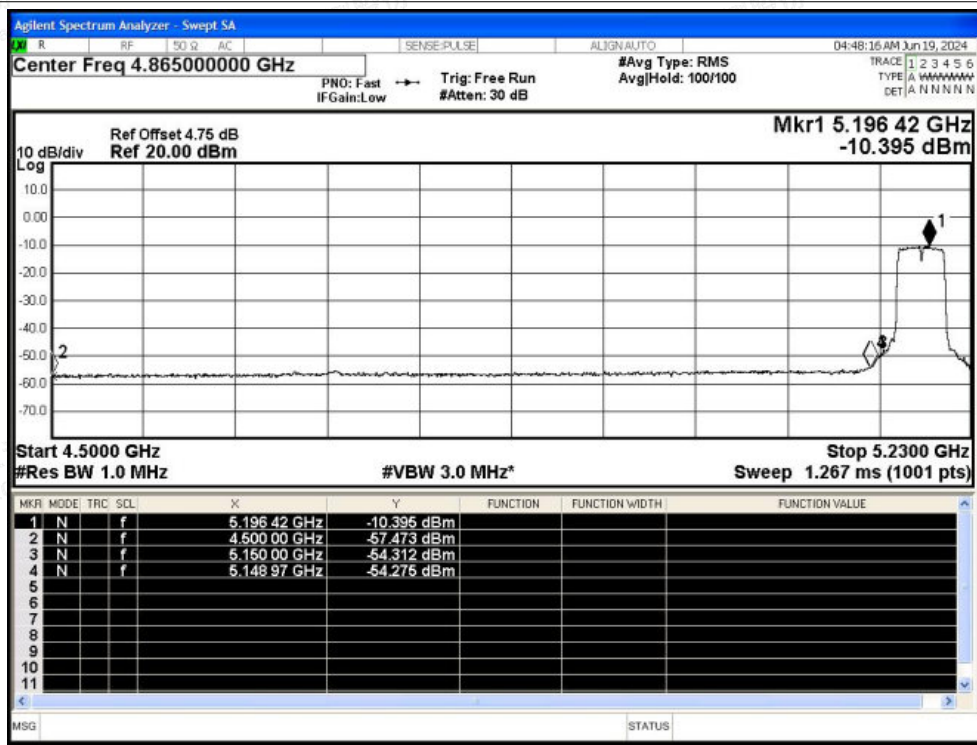 Agilent Spectrum Analyzer - Swept SA
LXI R RF 50 Ω AC SENSE:PULSE ALIGNAUTO 04:48:16 AM Jun 19, 2024
Center Freq 4.865000000 GHz
PNO: Fast
IFGain:Low
Trig: Free Run
#Atten: 30 dB
#Avg Type: RMS
Avg|Hold: 100/100
TRACE 1 2 3 4 5 6
TYPE A WWWWW
DET A N N N N N
Mkr1 5.196 42 GHz
-10.395 dBm
Ref Offset 4.75 dB
10 dB/div Ref 20.00 dBm
Log
10.0
0.00
-10.0
-20.0
-30.0
-40.0
-50.0
-60.0
-70.0
1
2
Start 4.5000 GHz Stop 5.2300 GHz
#Res BW 1.0 MHz #VBW 3.0 MHz* Sweep 1.267 ms (1001 pts)
MKR MODE TRC SCL X Y FUNCTION FUNCTION WIDTH FUNCTION VALUE
1 N f 5.196 42 GHz -10.395 dBm
2 N f 4.500 00 GHz -57.473 dBm
3 N f 5.150 00 GHz -54.312 dBm
4 N f 5.148 97 GHz -54.275 dBm
5
6
7
8
9
10
11
MSG STATUS